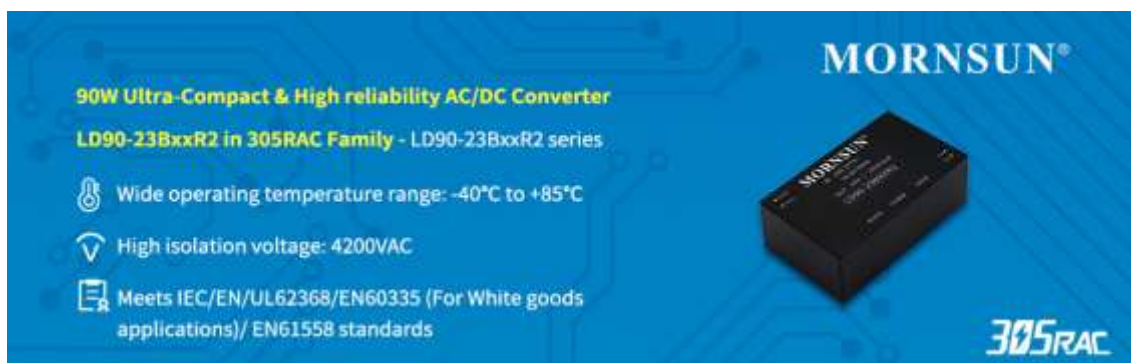 MORNSUN®
90W Ultra-Compact & High reliability AC/DC Converter
LD90-23BxxR2 in 305RAC Family - LD90-23BxxR2 series
Wide operating temperature range: -40°C to +85°C
High isolation voltage: 4200VAC
Meets IEC/EN/UL62368/EN60335 (For White goods
applications)/ EN61558 standards
MORNSUN
305RAC